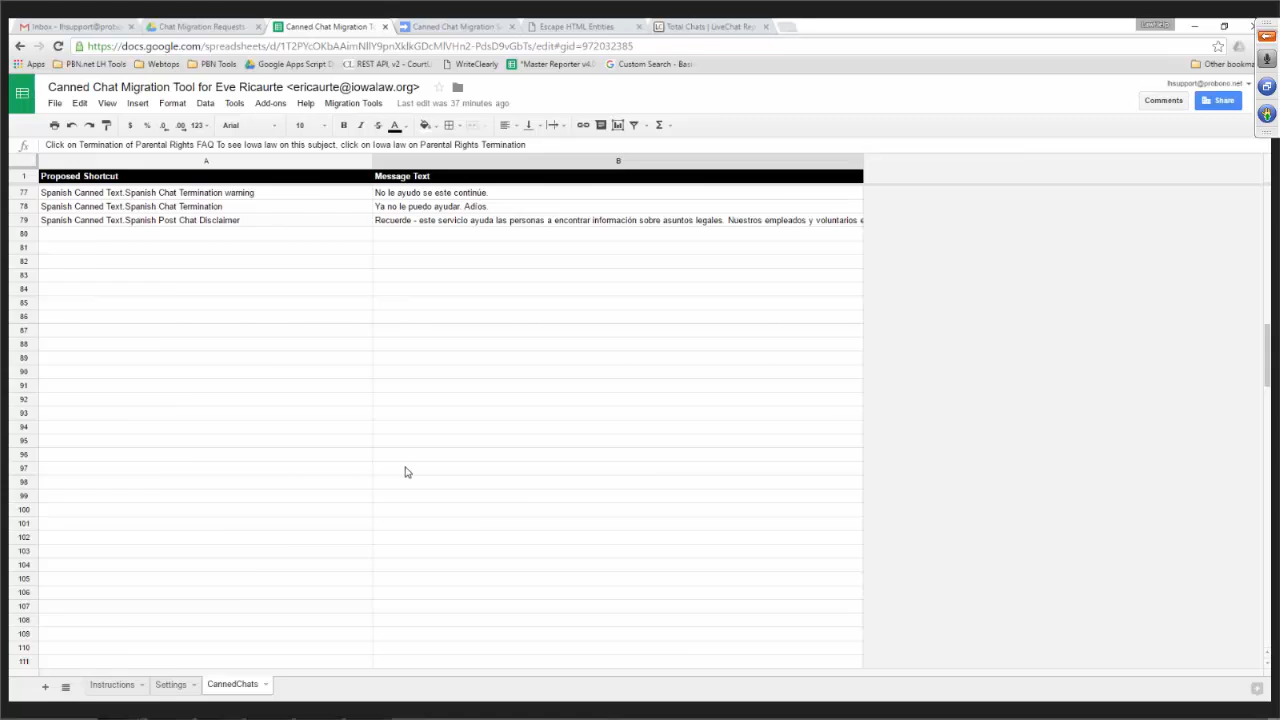 Inbox - lhsupport@probo
Chat Migration Requests
Canned Chat Migration To
Canned Chat Migration S
Escape HTML Entities
Total Chats | LiveChat Rep
https://docs.google.com/spreadsheets/d/
/edit#gid=972032385
Apps
PBN.net LH Tools
Webtops
PBN Tools
Google Apps Script D
REST API, v2 - CourtL
WriteClearly
*Master Reporter v4.
Custom Search - Basi
Other bookma
Canned Chat Migration Tool for Eve Ricaurte <ericaurte@iowalaw.org>
lhsupport@probono.net
File Edit View Insert Format Data Tools Add-ons Help Migration Tools Last edit was 37 minutes ago
Comments
Share
$ % .0 .00 123 Arial 10 B I S A
fx Click on Termination of Parental Rights FAQ To see Iowa law on this subject, click on Iowa law on Parental Rights Termination
A B
1 Proposed Shortcut Message Text
77 Spanish Canned Text.Spanish Chat Termination warning No le ayudo se este continúe.
78 Spanish Canned Text.Spanish Chat Termination Ya no le puedo ayudar. Adios.
79 Spanish Canned Text.Spanish Post Chat Disclaimer Recuerde - este servicio ayuda las personas a encontrar información sobre asuntos legales. Nuestros empleados y voluntarios e
80
81
82
83
84
85
86
87
88
89
90
91
92
93
94
95
96
97
98
99
100
101
102
103
104
105
106
107
108
109
110
111
Instructions
Settings
CannedChats